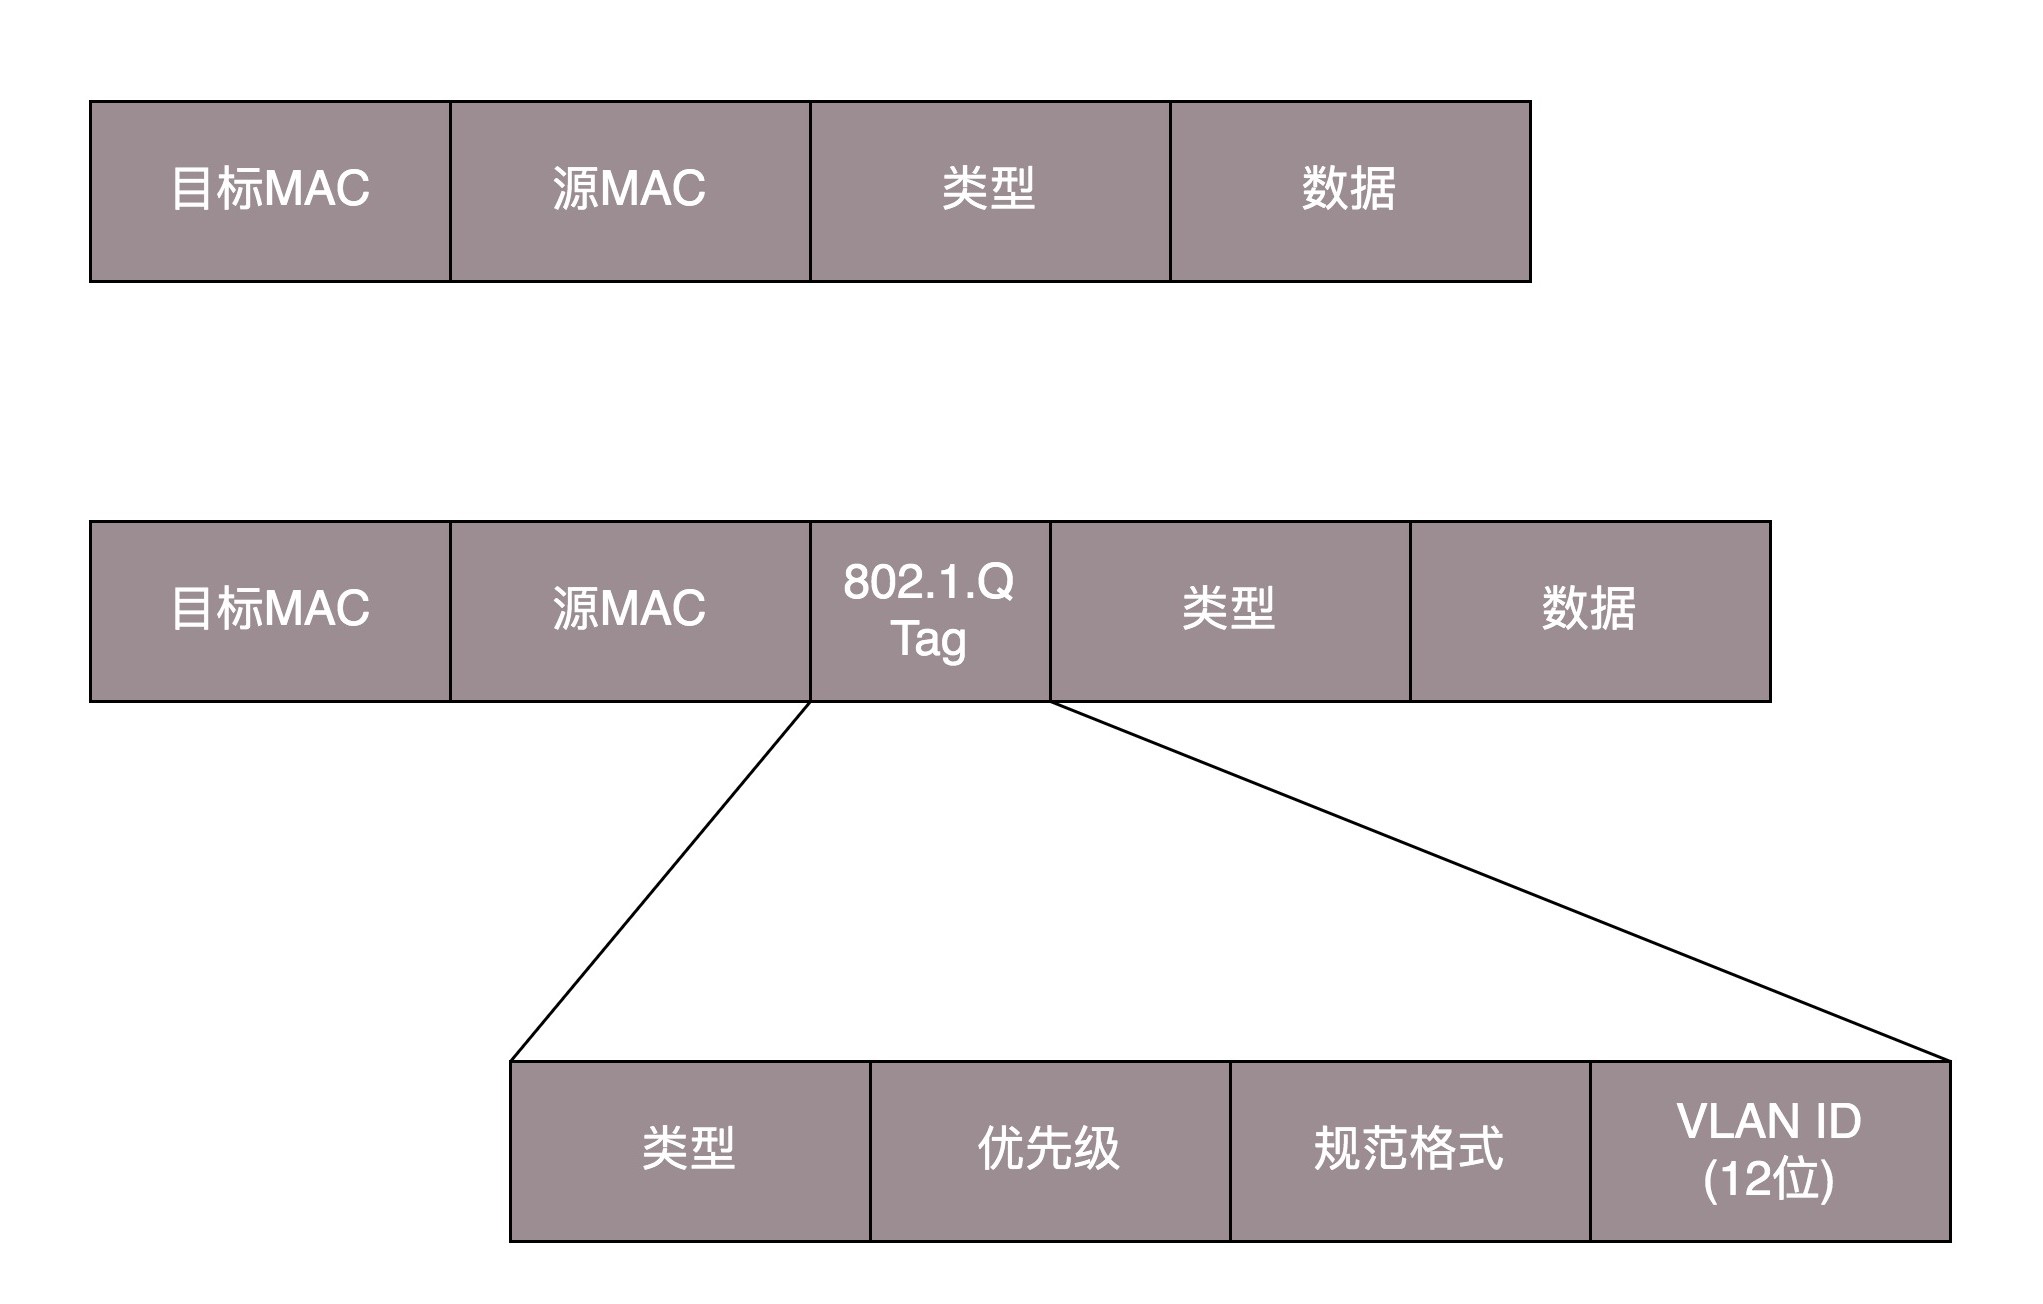 目标MAC
源MAC
类型
数据
目标MAC
源MAC
802.1.Q
Tag
类型
数据
类型
优先级
规范格式
VLAN ID
(12位)